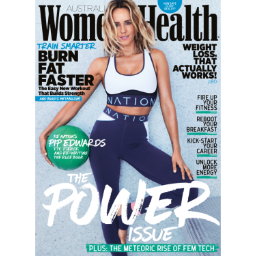 AUSTRALIA
Women'sHealth
TRAIN SMARTER
BURN
FAT
FASTER
The Easy New Workout
That Builds Strength
WEIGHT
LOSS
THAT
ACTUALLY
WORKS!
FIRE UP
YOUR
FITNESS
REBOOT
YOUR
BREAKFAST
KICK-START
YOUR
CAREER
UNLOCK
MORE
ENERGY
NATION
PIP EDWARDS
THE
POWER
ISSUE
PLUS: THE METEORIC RISE OF FEM TECH